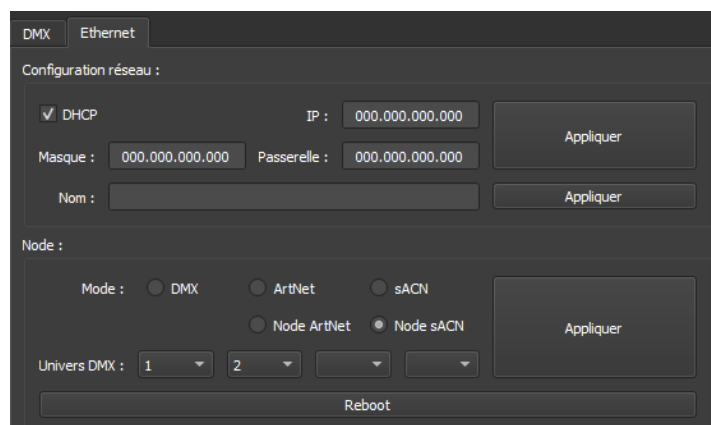 DMX Ethernet
Configuration réseau :
DHCP IP : 000.000.000.000 Appliquer
Masque : 000.000.000.000 Passerelle : 000.000.000.000
Nom : Appliquer
Node :
Mode : DMX ArtNet sACN
Node ArtNet Node sACN Appliquer
Univers DMX : 1 2
Reboot